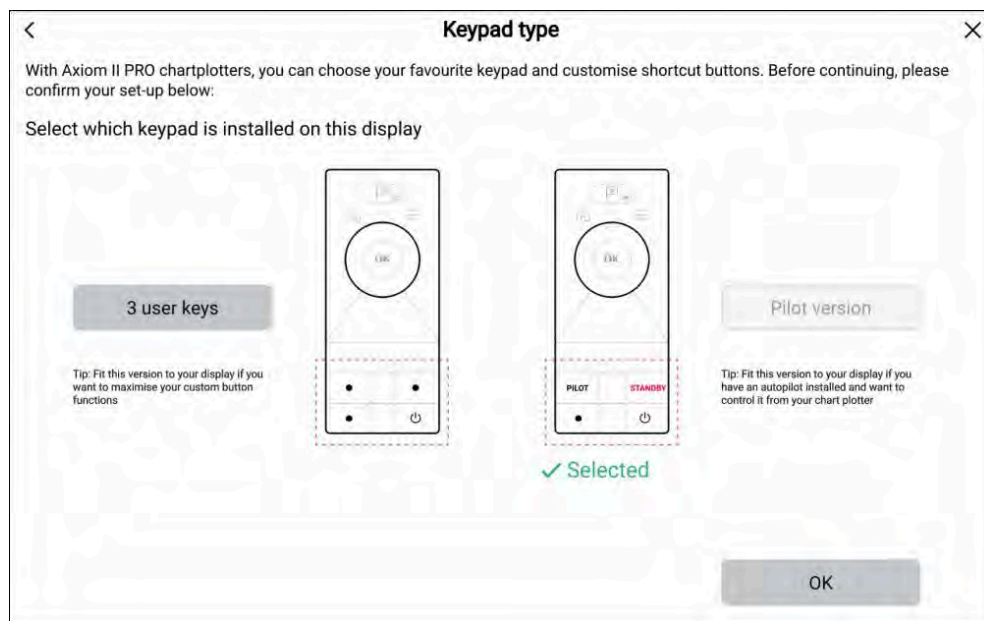 Keypad type
With Axiom II PRO chartplotters, you can choose your favourite keypad and customise shortcut buttons. Before continuing, please
confirm your set-up below:
Select which keypad is installed on this display
OK
OK
3 user keys
Pilot version
Tip: Fit this version to your display if you
want to maximise your custom button
functions
PILOT
STANDBY
Tip: Fit this version to your display if you
have an autopilot installed and want to
control it from your chart plotter
✓ Selected
OK